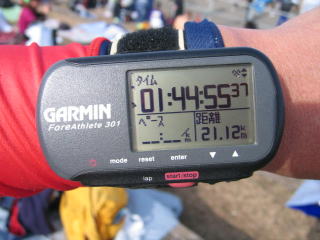 タイム
01:44:55 37
ペース 距離
--:-- /km 21.12 km
GARMIN
ForeAthlete 301
mode reset enter ▼ ▲
lap start/stop